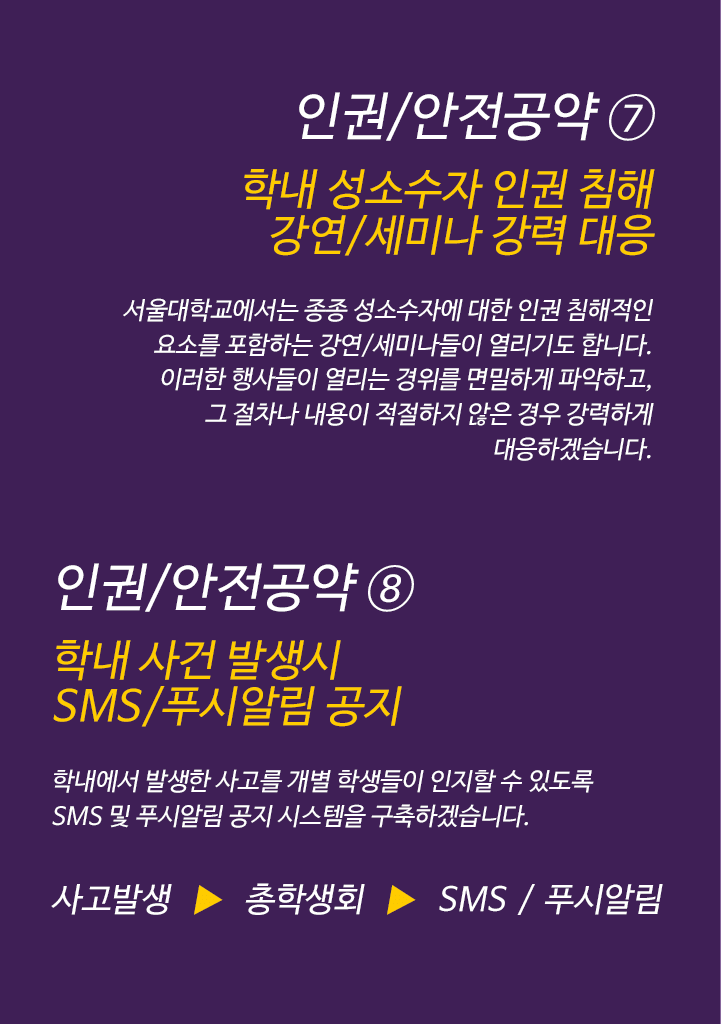 인권/안전공약 ⑦
학내 성소수자 인권 침해
강연/세미나 강력 대응
서울대학교에서는 종종 성소수자에 대한 인권 침해적인
요소를 포함하는 강연/세미나들이 열리기도 합니다.
이러한 행사들이 열리는 경위를 면밀하게 파악하고,
그 절차나 내용이 적절하지 않은 경우 강력하게
대응하겠습니다.
인권/안전공약 ⑧
학내 사건 발생시
SMS/푸시알림 공지
학내에서 발생한 사고를 개별 학생들이 인지할 수 있도록
SMS 및 푸시알림 공지 시스템을 구축하겠습니다.
사고발생 ▶ 총학생회 ▶ SMS / 푸시알림